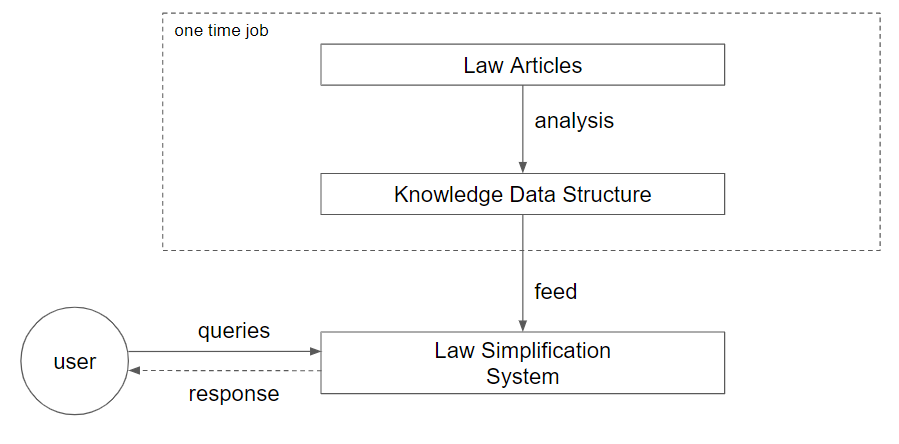 one time job
Law Articles
analysis
Knowledge Data Structure
feed
queries
user
Law Simplification
System
response